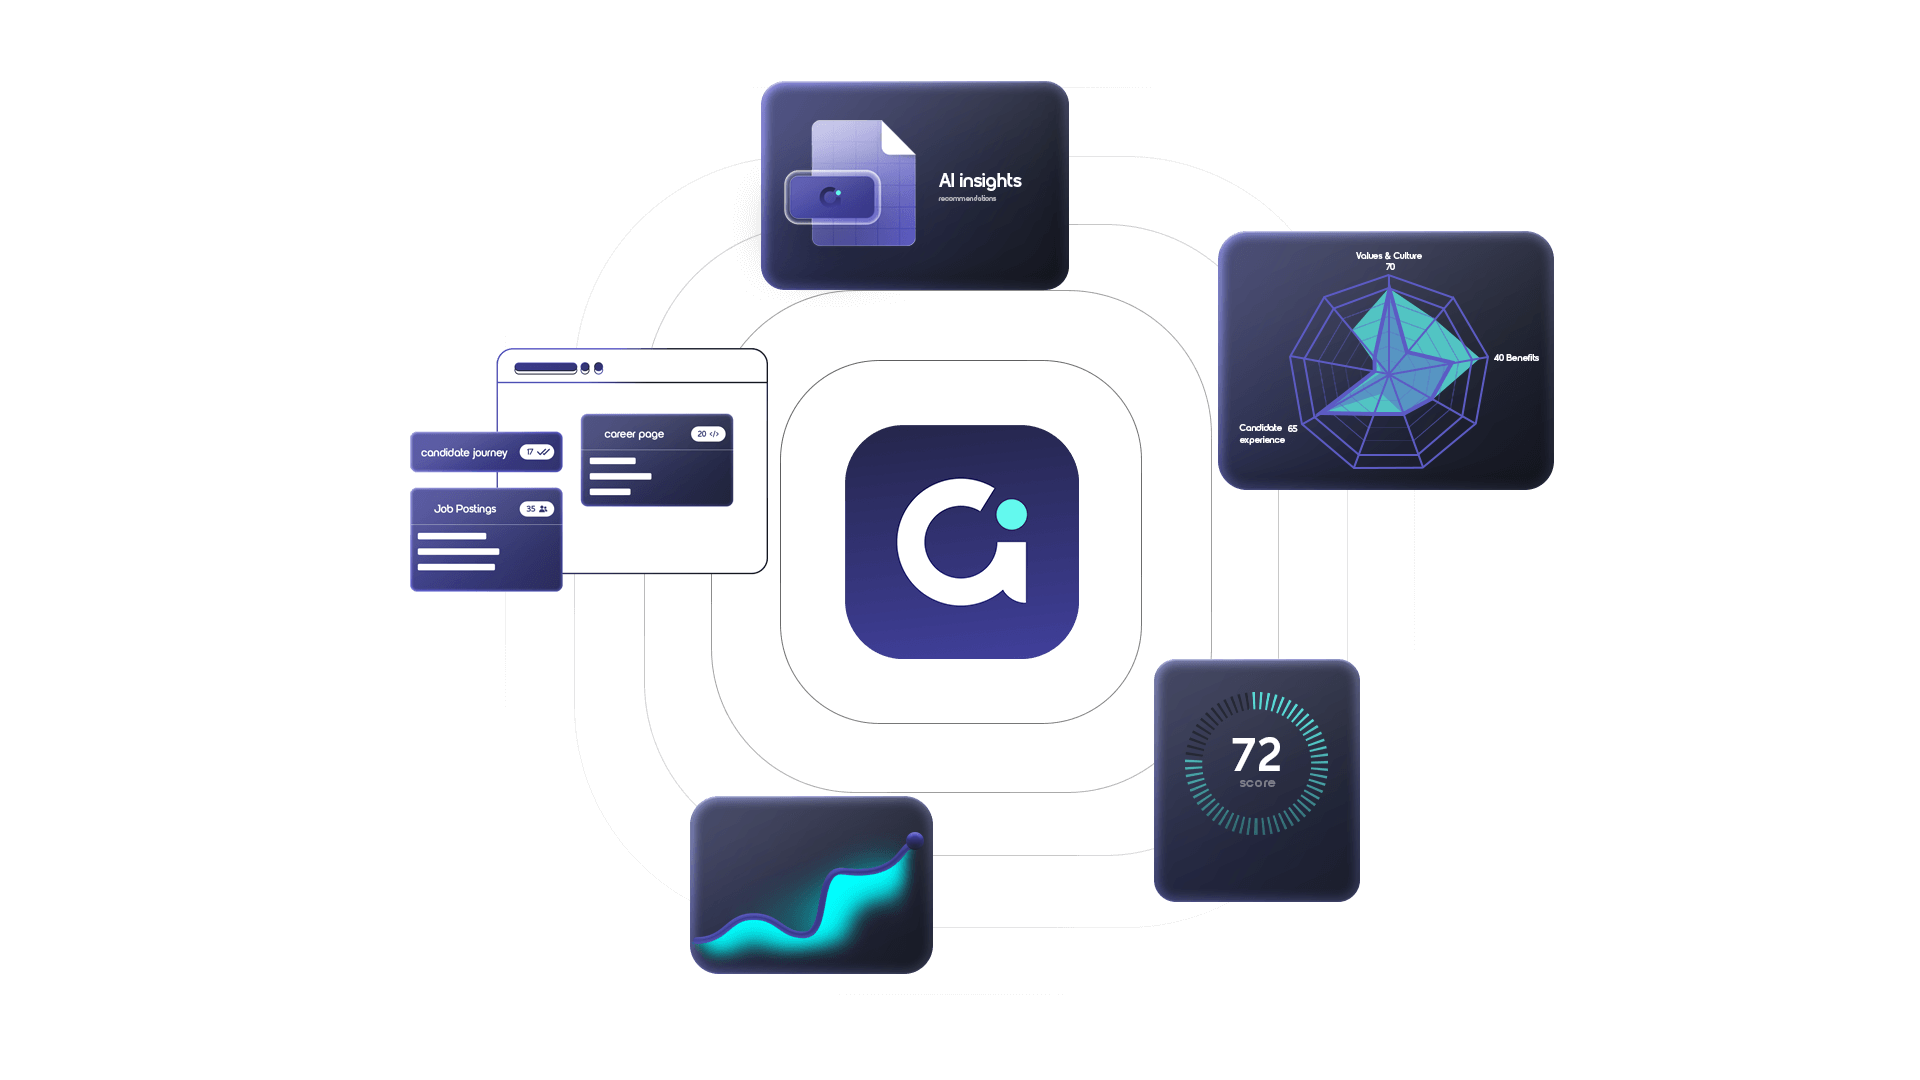 AI insights
recommendations
Values & Culture
70
40 Benefits
Candidate 65
experience
career page 20 </>
candidate journey 17
Job Postings 35
72
score